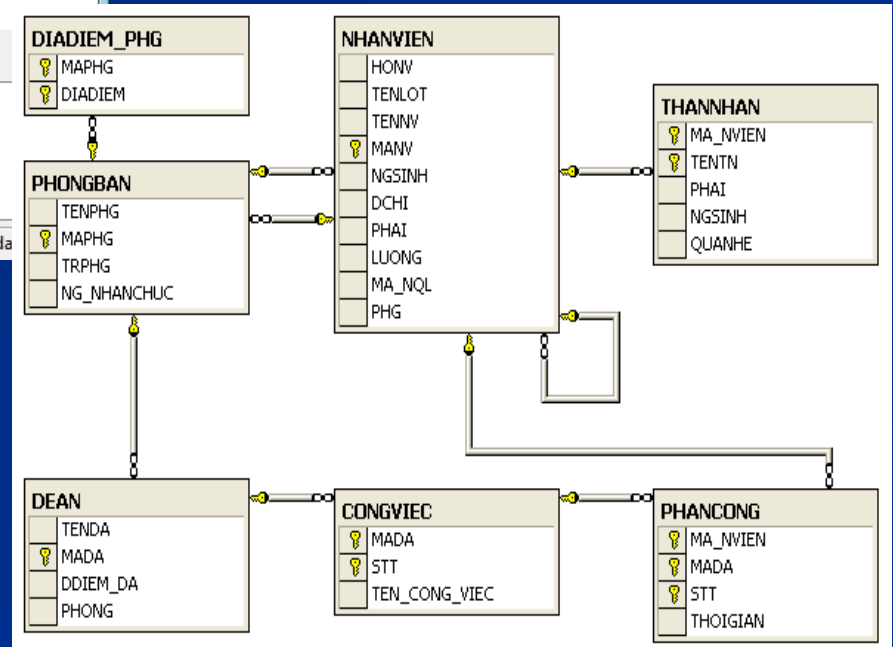 DIADIEM_PHG
MAPHG
DIADIEM
PHONGBAN
TENPHG
MAPHG
TRPHG
NG_NHANCHUC
NHANVIEN
HONV
TENLOT
TENNV
MANV
NGSINH
DCHI
PHAI
LUONG
MA_NQL
PHG
THANNHAN
MA_NVIEN
TENTN
PHAI
NGSINH
QUANHE
DEAN
TENDA
MADA
DDIEM_DA
PHONG
CONGVIEC
MADA
STT
TEN_CONG_VIEC
PHANCONG
MA_NVIEN
MADA
STT
THOIGIAN
da